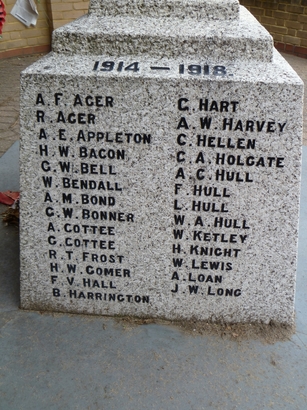 1914 — 1918.
A. F. AGER
R. AGER
A. E. APPLETON
H. W. BACON
G. W. BELL
W. BENDALL
A. M. BOND
G. W. BONNER
A. COTTEE
G. COTTEE
R. T. FROST
H. W. GOMER
F. V. HALL
B. HARRINGTON
G. HART
A. W. HARVEY
C. HELLEN
C. A. HOLGATE
A. C. HULL
F. HULL
L. HULL
W. A. HULL
W. KETLEY
H. KNIGHT
W. LEWIS
A. LOAN
J. W. LONG